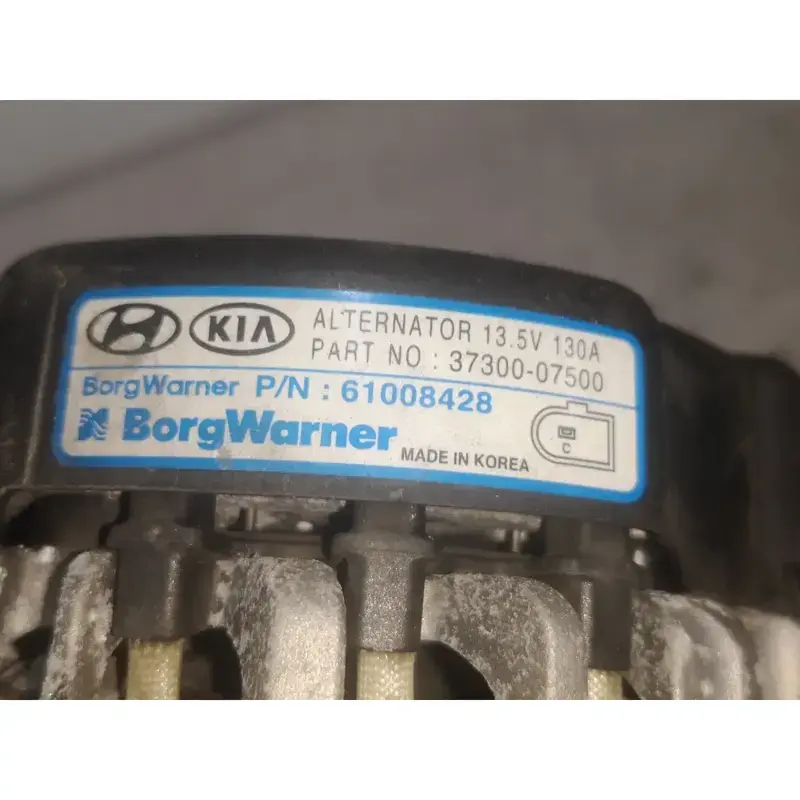 KIA
ALTERNATOR 13.5V 130A
PART NO : 37300-07500
BorgWarner P/N : 61008428
BorgWarner
MADE IN KOREA
C